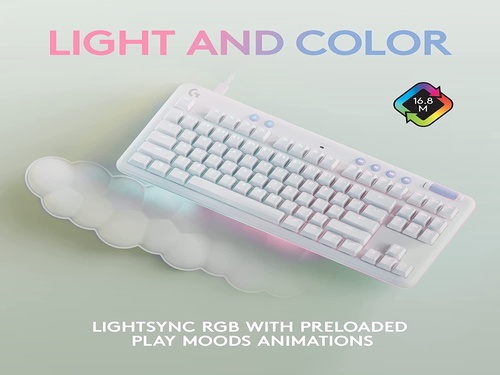 LIGHT AND COLOR
16.8
M
LIGHTSYNC RGB WITH PRELOADED
PLAY MOODS ANIMATIONS